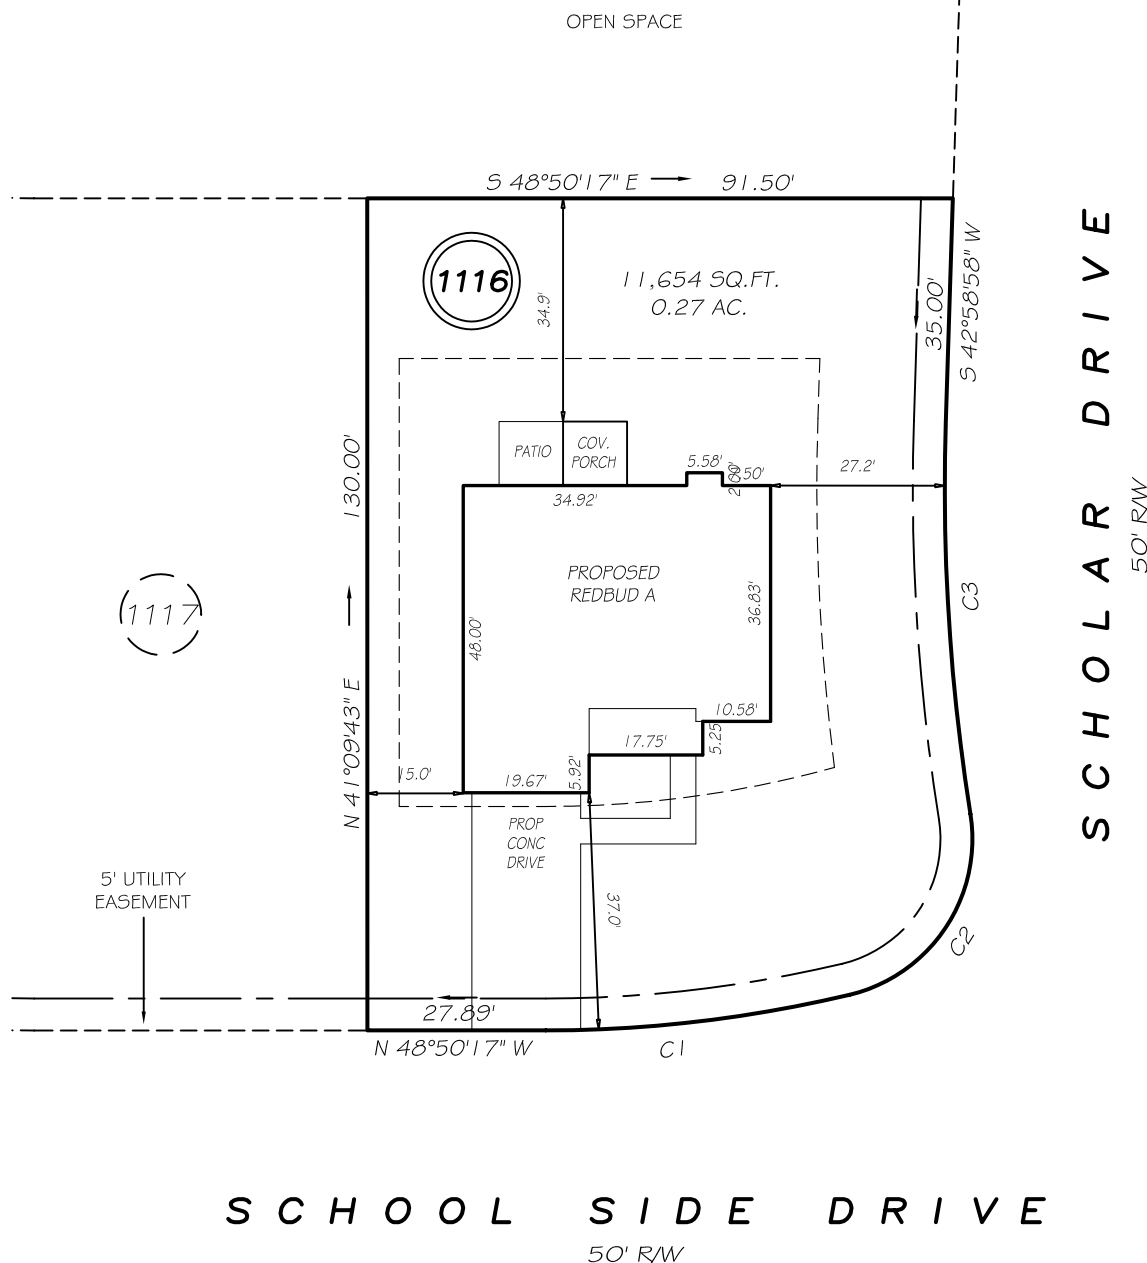 OPEN SPACE
S 48°50'17" E
91.50'
1116
11,654 SQ.FT.
0.27 AC.
34.9'
35.00'
S 42°58'58" W
SCHOLAR DRIVE
50' R/W
PATIO
COV.
PORCH
5.58'
2.00'
27.2'
34.92'
130.00'
N 41°09'43" E
1117
PROPOSED
REDBUD A
48.00'
36.83'
C3
10.58'
5.25'
17.75'
5.92'
19.67'
15.0'
PROP
CONC
DRIVE
37.0'
5' UTILITY
EASEMENT
C2
27.89'
N 48°50'17" W
C1
SCHOOL SIDE DRIVE
50' R/W